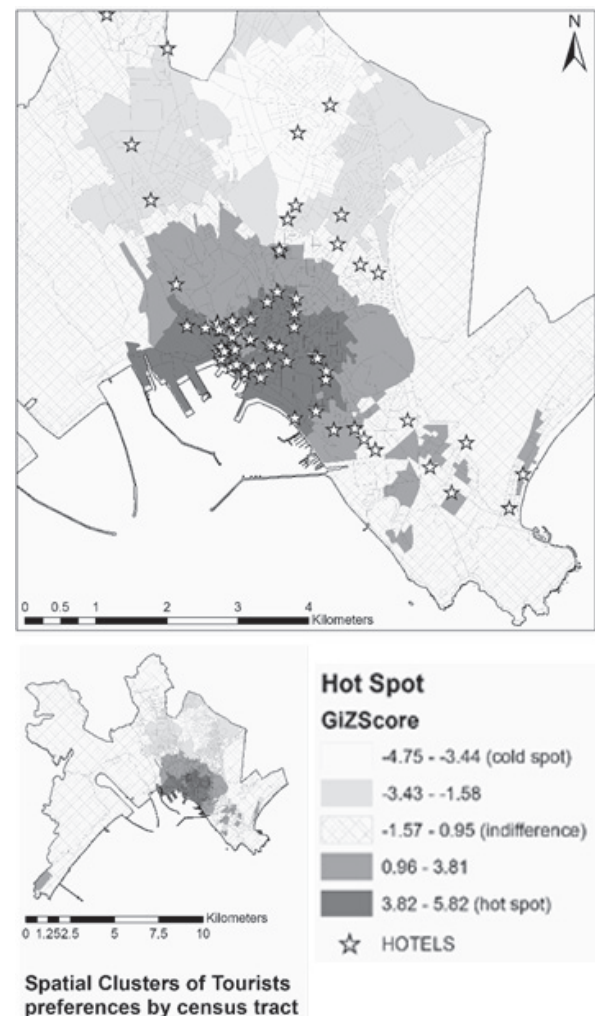 N
0 0.5 1 2 3 4
Kilometers
Kilometers
0 1.252.5 5 7.5 10
Spatial Clusters of Tourists
preferences by census tract
Hot Spot
GiZScore
-4.75 - -3.44 (cold spot)
-3.43 - -1.58
-1.57 - 0.95 (indifference)
0.96 - 3.81
3.82 - 5.82 (hot spot)
HOTELS